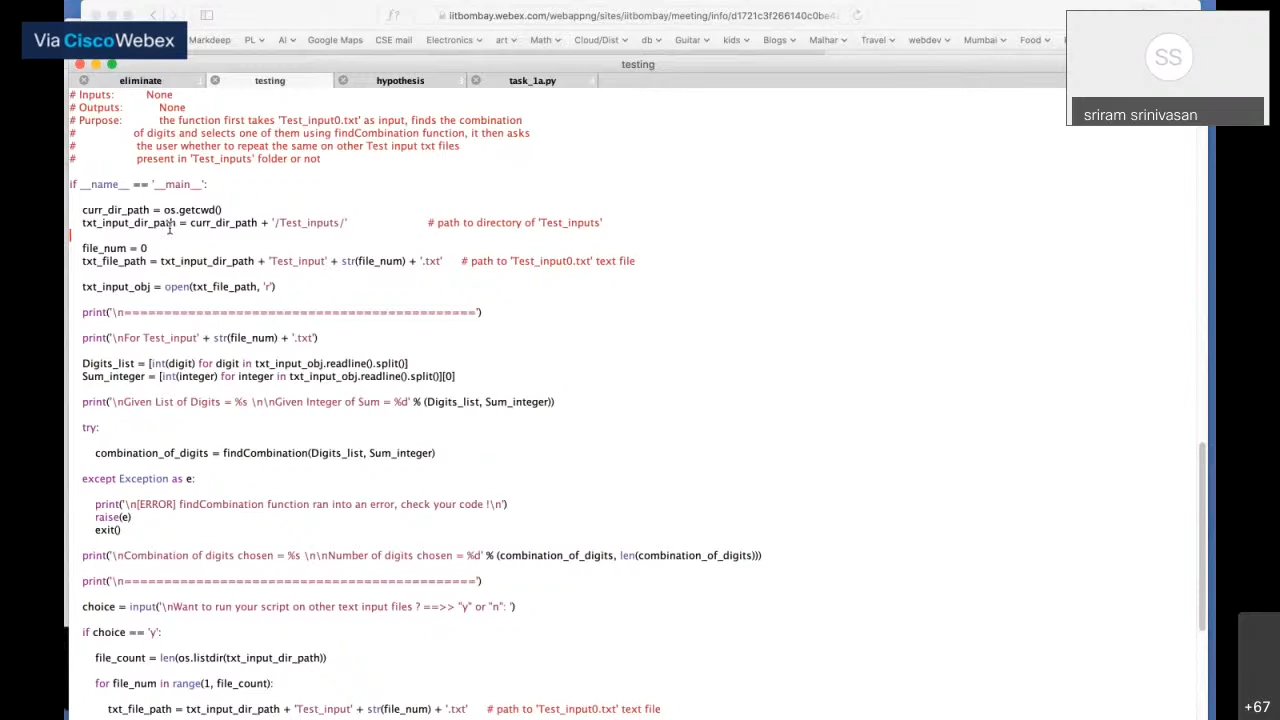 iitbombay.webex.com/webappng/sites/iitbombay/meeting/info/d1721c3f266140c0be4
Via Cisco Webex
Markdeep PL AI Google Maps CSE mail Electronics art Math Cloud/Dist db Guitar kids Blogs Malhar Travel webdev Mumbai Food
SS
sriram srinivasan
testing
eliminate testing hypothesis task_1a.py
# Inputs: None
# Outputs: None
# Purpose: the function first takes 'Test_input0.txt' as input, finds the combination
# of digits and selects one of them using findCombination function, it then asks
# the user whether to repeat the same on other Test input txt files
# present in 'Test_inputs' folder or not
if __name__ == '__main__':
curr_dir_path = os.getcwd()
txt_input_dir_path = curr_dir_path + '/Test_inputs/' # path to directory of 'Test_inputs'
file_num = 0
txt_file_path = txt_input_dir_path + 'Test_input' + str(file_num) + '.txt' # path to 'Test_input0.txt' text file
txt_input_obj = open(txt_file_path, 'r')
print('\n============================================')
print('\nFor Test_input' + str(file_num) + '.txt')
Digits_list = [int(digit) for digit in txt_input_obj.readline().split()]
Sum_integer = [int(integer) for integer in txt_input_obj.readline().split()][0]
print('\nGiven List of Digits = %s \n\nGiven Integer of Sum = %d' % (Digits_list, Sum_integer))
try:
combination_of_digits = findCombination(Digits_list, Sum_integer)
except Exception as e:
print('\n[ERROR] findCombination function ran into an error, check your code !\n')
raise(e)
exit()
print('\nCombination of digits chosen = %s \n\nNumber of digits chosen = %d' % (combination_of_digits, len(combination_of_digits)))
print('\n============================================')
choice = input('\nWant to run your script on other text input files ? ==>> "y" or "n": ')
if choice == 'y':
file_count = len(os.listdir(txt_input_dir_path))
for file_num in range(1, file_count):
txt_file_path = txt_input_dir_path + 'Test_input' + str(file_num) + '.txt' # path to 'Test_input0.txt' text file
+67